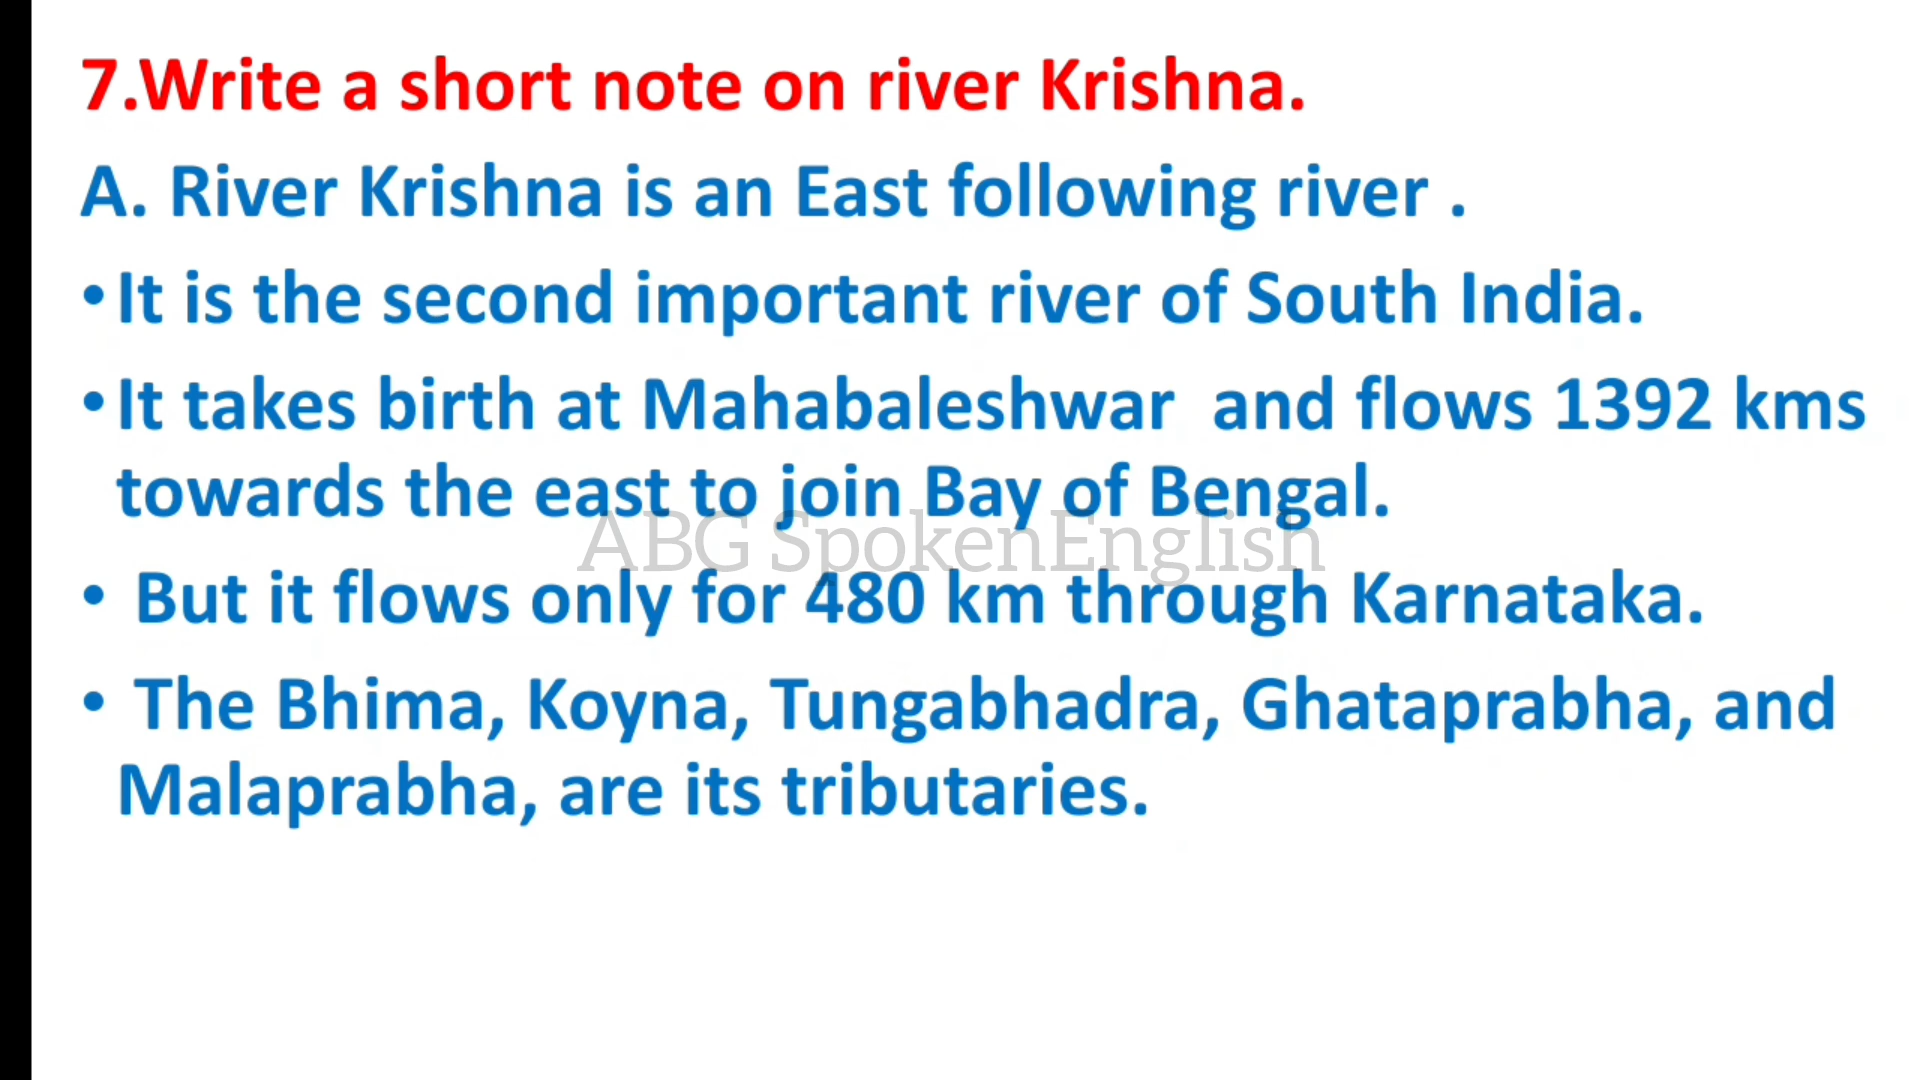 7.Write a short note on river Krishna.
A. River Krishna is an East following river .
•It is the second important river of South India.
•It takes birth at Mahabaleshwar  and flows 1392 kms
towards the east to join Bay of Bengal.
ABG SpokenEnglish
• But it flows only for 480 km through Karnataka.
• The Bhima, Koyna, Tungabhadra, Ghataprabha, and
Malaprabha, are its tributaries.